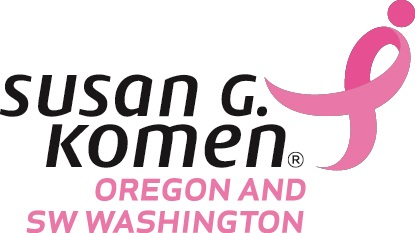 susan G.
komen®
OREGON AND
SW WASHINGTON